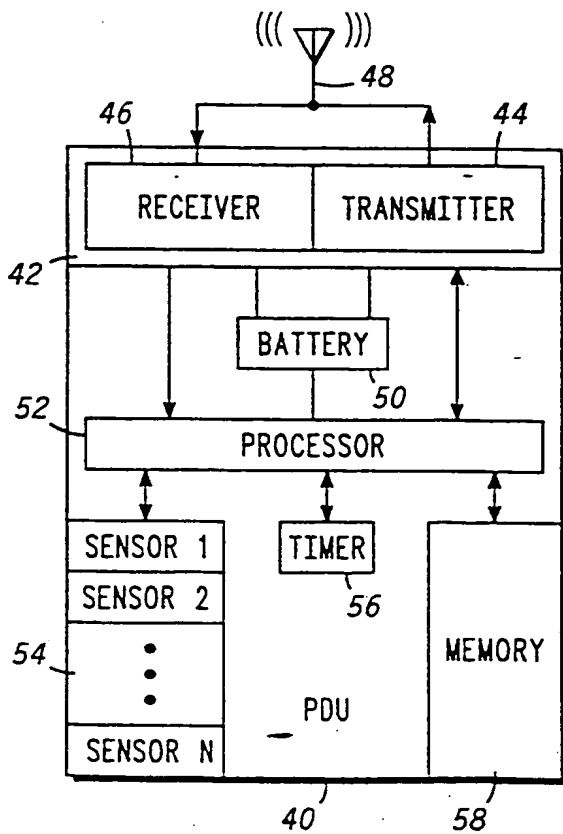 48
46
44
RECEIVER
TRANSMITTER
42
BATTERY
50
52
PROCESSOR
SENSOR 1
TIMER
SENSOR 2
56
54
MEMORY
PDU
SENSOR N
40
58